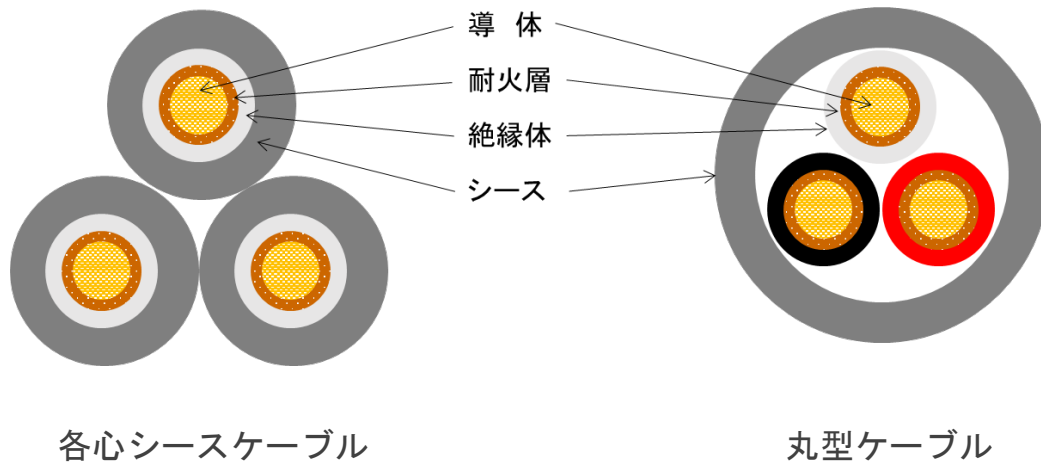 導 体
耐火層
絶縁体
シース
各心シースケーブル
丸型ケーブル